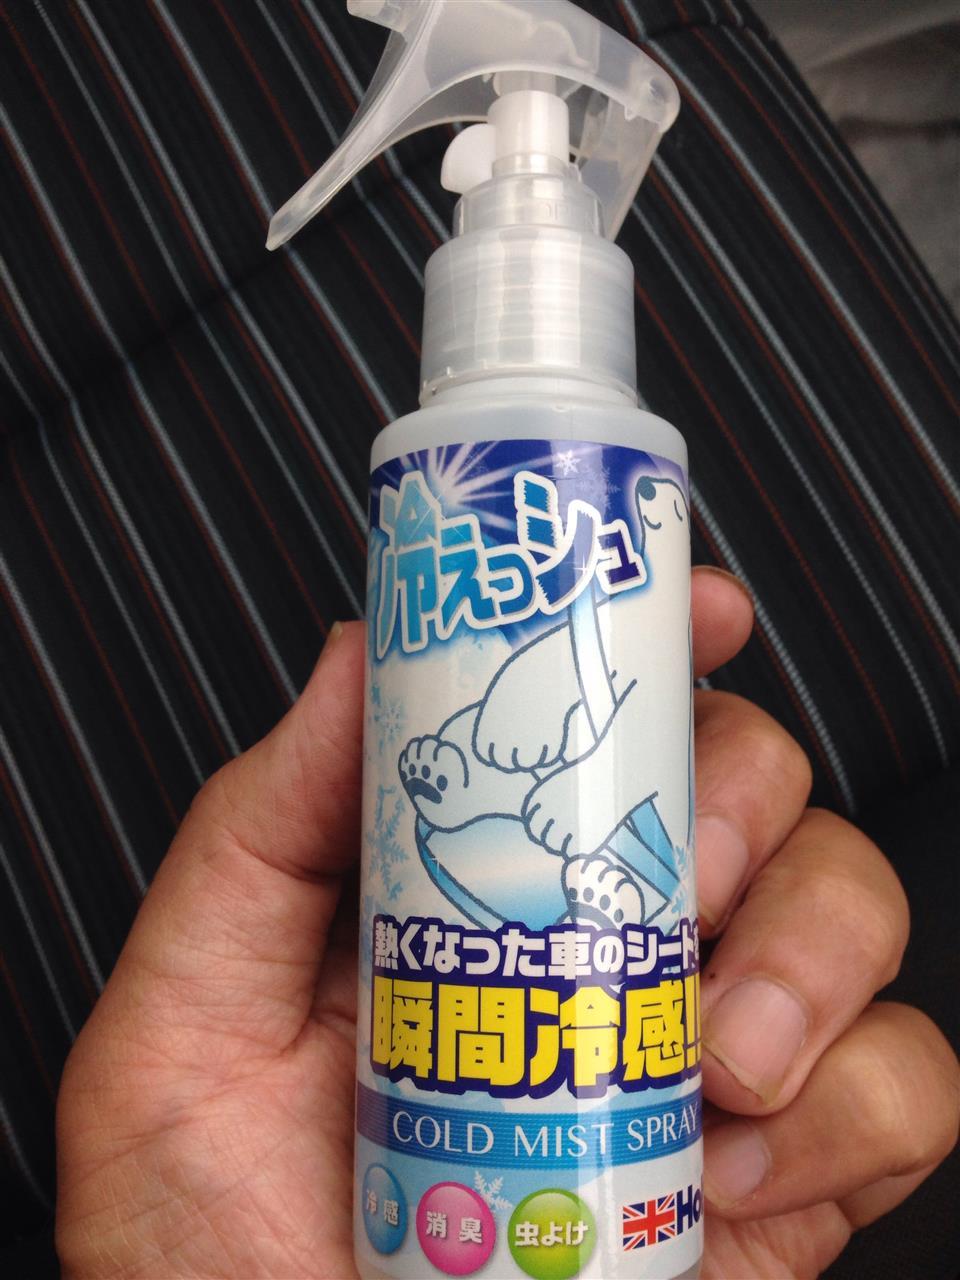 冷えっシュ
熱くなった車のシートを
瞬間冷感!!
COLD MIST SPRAY
冷感
消臭
虫よけ